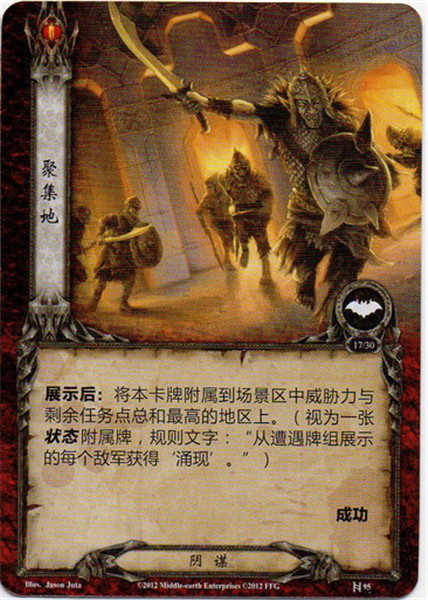 聚集地
17/30
展示后：将本卡牌附属到场景区中威胁力与
剩余任务点总和最高的地区上。（视为一张
状态附属牌，规则文字：“从遭遇牌组展示
的每个敌军获得‘涌现’。”）
成功
阴谋
Illus. Jason Juta
©2012 Middle-earth Enterprises ©2012 FFG
95